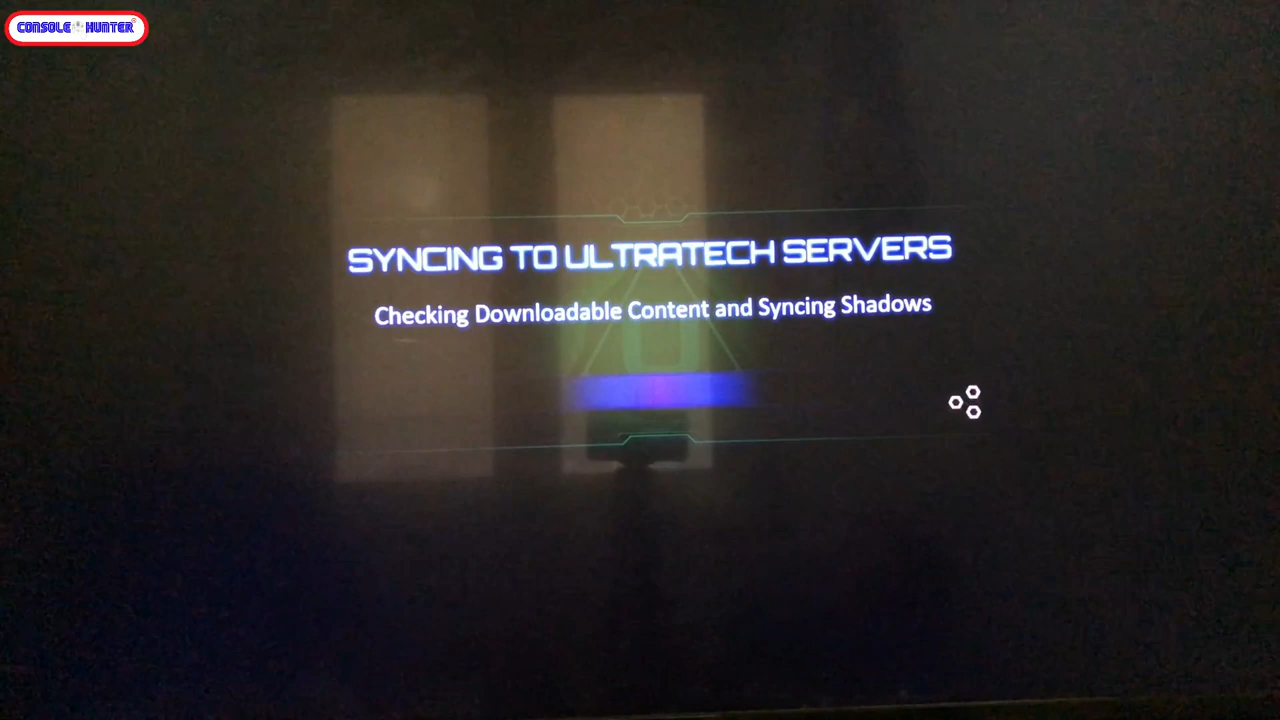 CONSOLE HUNTER
SYNCING TO ULTRATECH SERVERS
Checking Downloadable Content and Syncing Shadows